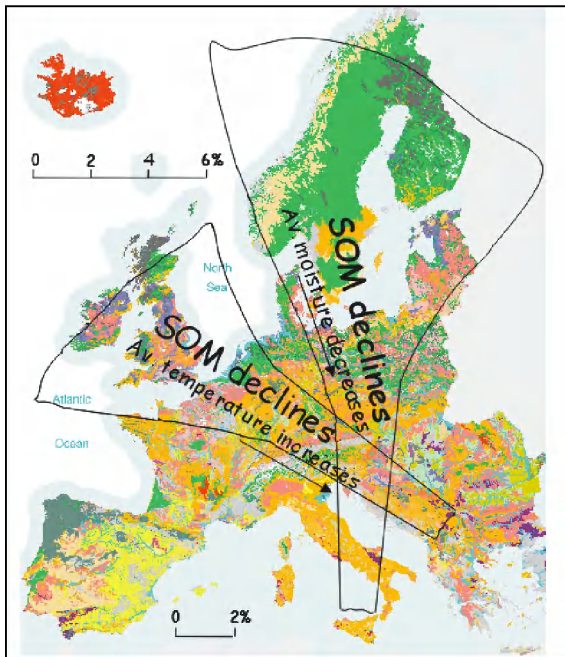 0 2 4 6%
North
Sea
SOM declines
Av moisture decreases
SOM declines
Av. temperature increases
Atlantic
Ocean
0 2%